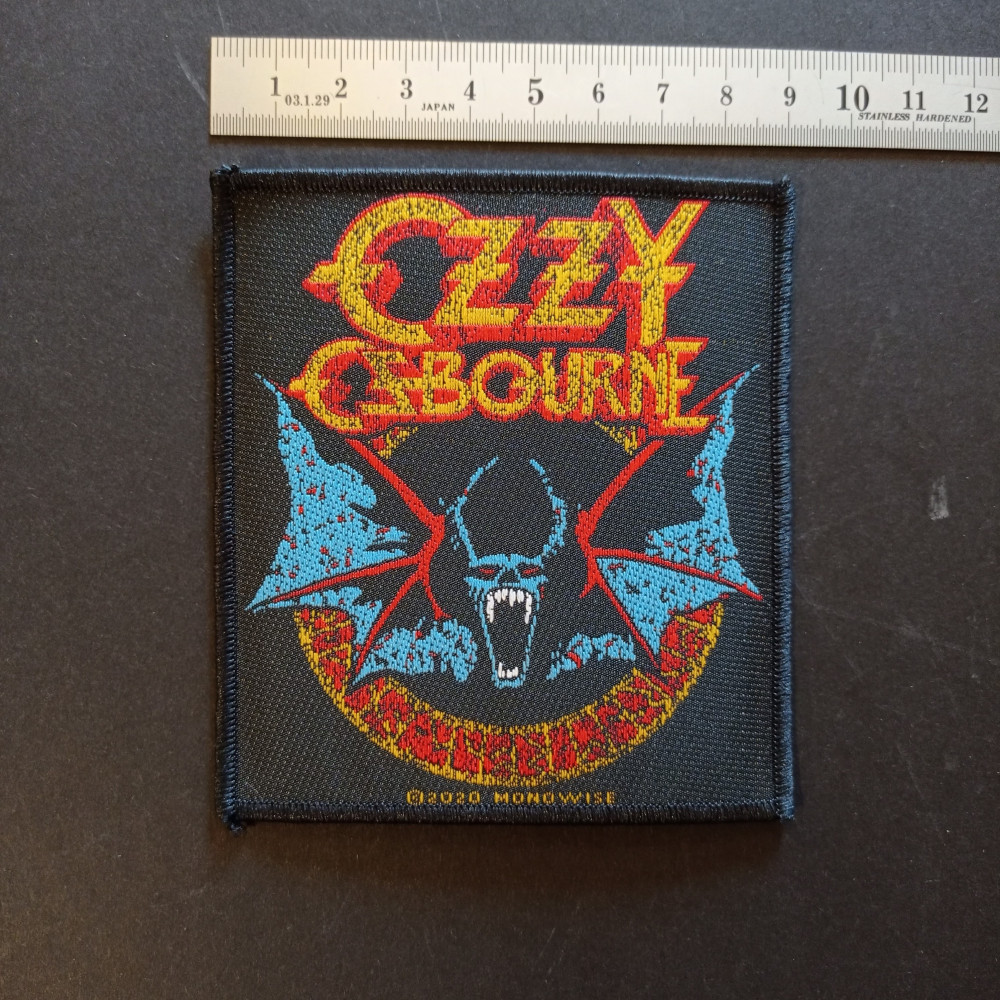 1 2 3 4 5 6 7 8 9 10 11 12
03.1.29 JAPAN STAINLESS HARDENED
OZZY
OSBOURNE
©2020 MONOWISE